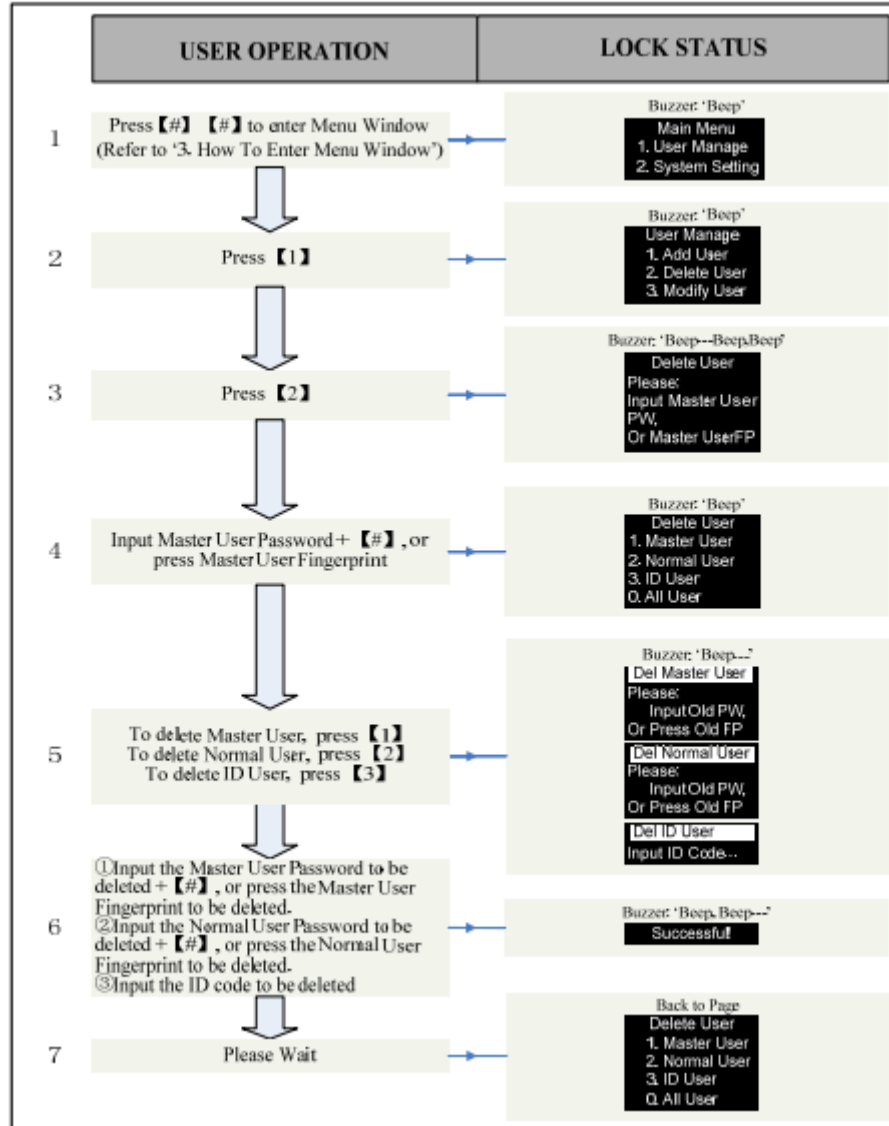 USER OPERATION
LOCK STATUS
1
Press 【#】 【#】 to enter Menu Window
(Refer to ‘3. How To Enter Menu Window’)
Buzzer: ‘Beep’
Main Menu
1. User Manage
2. System Setting
2
Press 【1】
Buzzer: ‘Beep’
User Manage
1. Add User
2. Delete User
3. Modify User
3
Press 【2】
Buzzer: ‘Beep---Beep,Beep’
Delete User
Please:
Input Master User
PW,
Or Master UserFP
4
Input Master User Password + 【#】, or
press Master User Fingerprint
Buzzer: ‘Beep’
Delete User
1. Master User
2. Normal User
3. ID User
0. All User
5
To delete Master User, press 【1】
To delete Normal User, press 【2】
To delete ID User, press 【3】
Buzzer: ‘Beep---’
Del Master User
Please:
Input Old PW,
Or Press Old FP
Del Normal User
Please:
Input Old PW,
Or Press Old FP
Del ID User
Input ID Code...
6
①Input the Master User Password to be
deleted + 【#】, or press the Master User
Fingerprint to be deleted.
②Input the Normal User Password to be
deleted + 【#】, or press the Normal User
Fingerprint to be deleted.
③Input the ID code to be deleted
Buzzer: ‘Beep, Beep---’
Successful!
7
Please Wait
Back to Page
Delete User
1. Master User
2. Normal User
3. ID User
0. All User